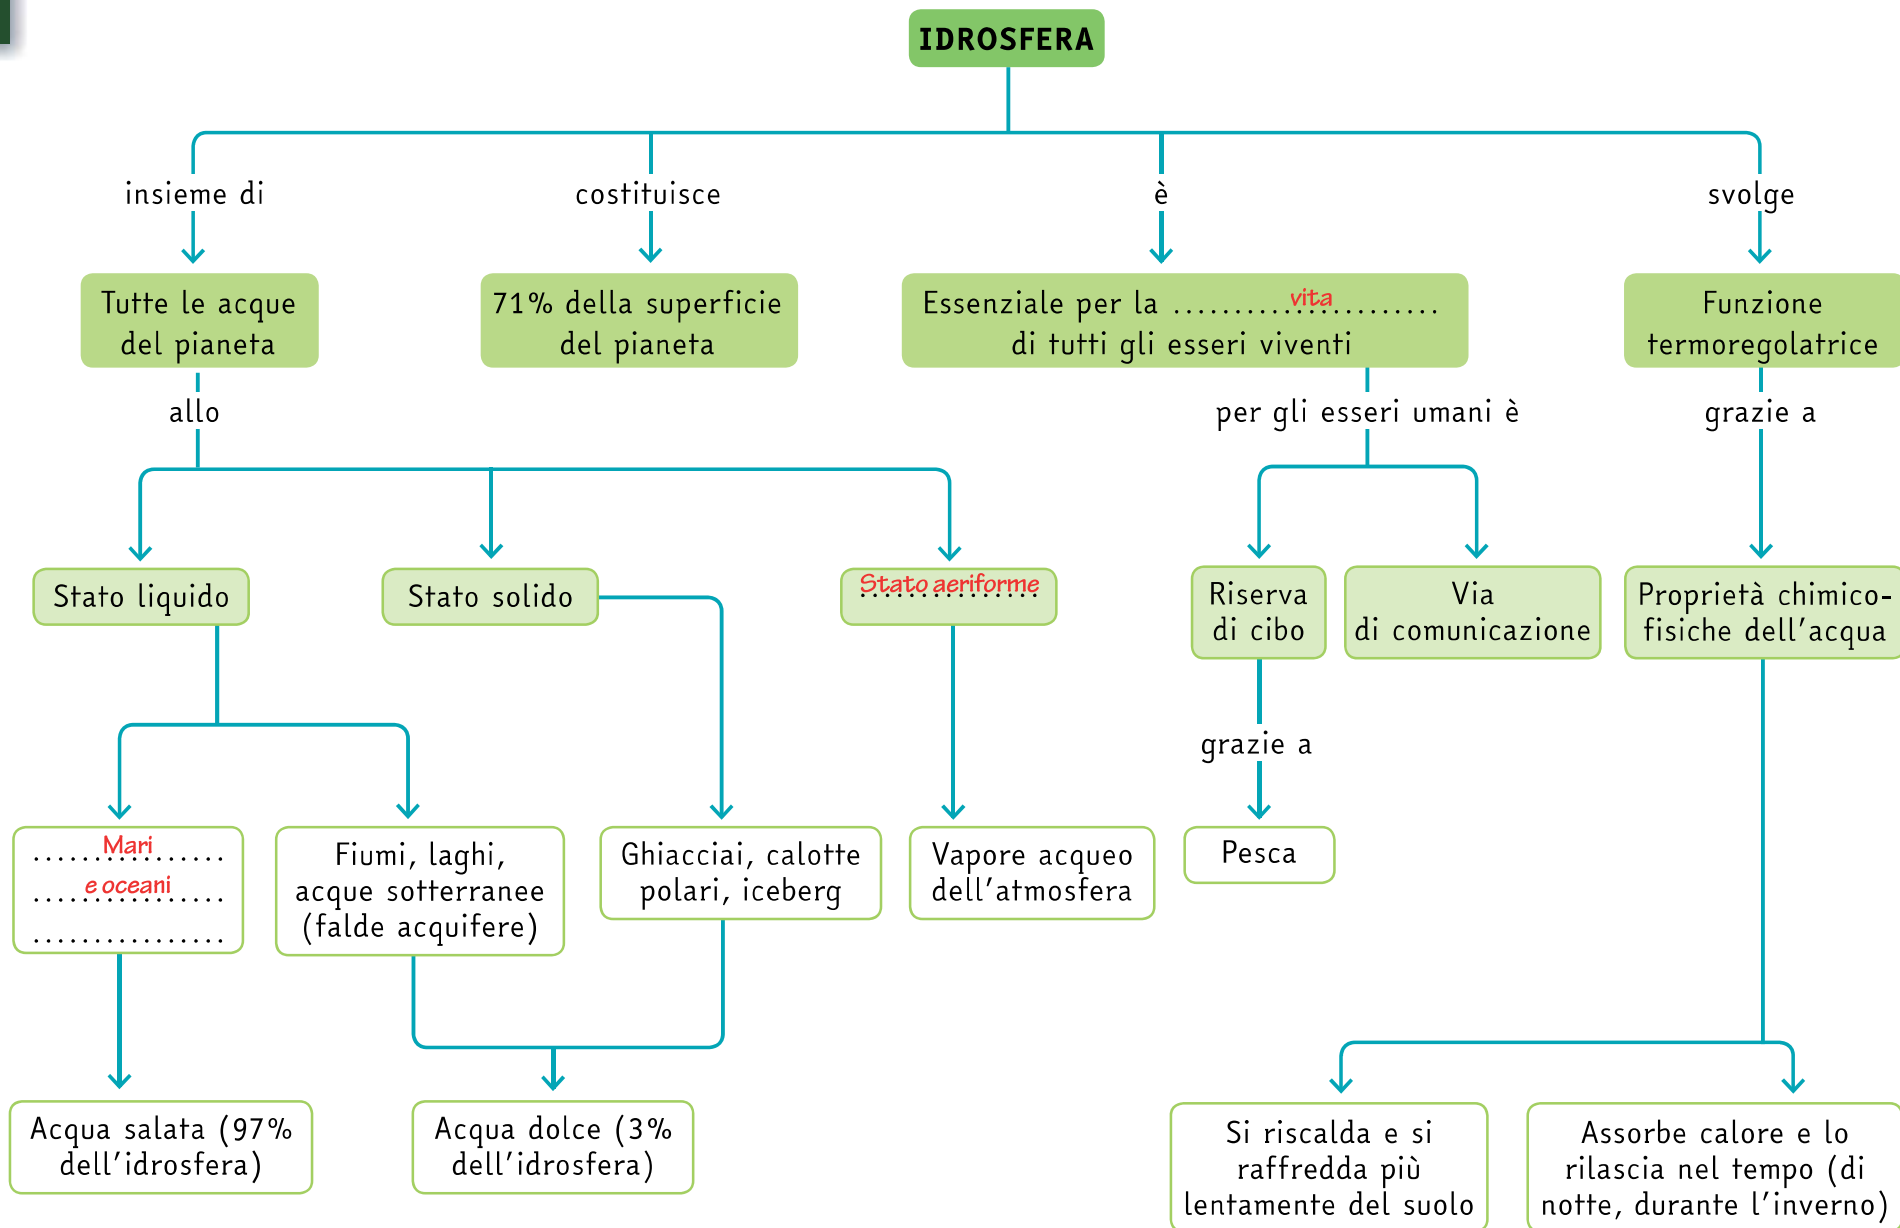 IDROSFERA
insieme di
costituisce
è
svolge
Tutte le acque
del pianeta
71% della superficie
del pianeta
Essenziale per la ...................... vita
di tutti gli esseri viventi
Funzione
termoregolatrice
allo
per gli esseri umani è
grazie a
Stato liquido
Stato solido
Stato aeriforme
Riserva
di cibo
Via
di comunicazione
Proprietà chimico-
fisiche dell'acqua
grazie a
Mari
e oceani
................
Fiumi, laghi,
acque sotterranee
(falde acquifere)
Ghiacciai, calotte
polari, iceberg
Vapore acqueo
dell'atmosfera
Pesca
Acqua salata (97%
dell'idrosfera)
Acqua dolce (3%
dell'idrosfera)
Si riscalda e si
raffredda più
lentamente del suolo
Assorbe calore e lo
rilascia nel tempo (di
notte, durante l'inverno)